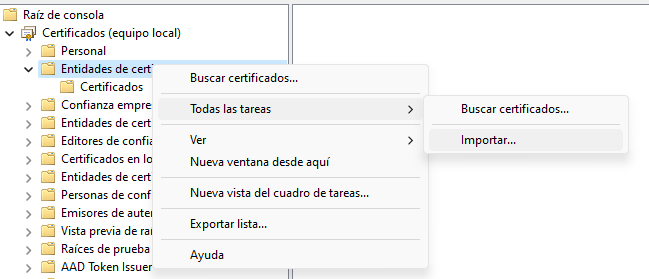 Raíz de consola
Certificados (equipo local)
Personal
Entidades de cert
Certificados
Confianza empre
Entidades de cert
Editores de confia
Certificados en lo
Entidades de cert
Personas de conf
Emisores de auten
Vista previa de ra
Raíces de prueba
AAD Token Issuer
Buscar certificados...
Todas las tareas
Ver
Nueva ventana desde aquí
Nueva vista del cuadro de tareas...
Exportar lista...
Ayuda
Buscar certificados...
Importar...